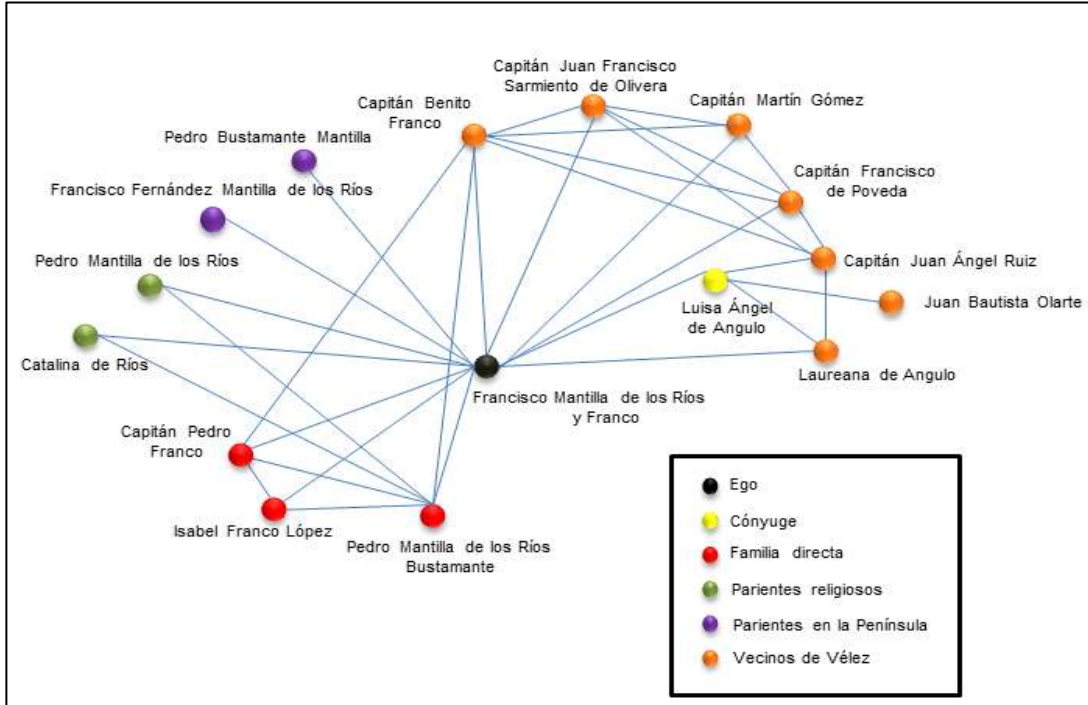 Capitán Juan Francisco
Sarmiento de Olivera
Capitán Benito
Franco
Capitán Martín Gómez
Pedro Bustamante Mantilla
Capitán Francisco
de Poveda
Francisco Fernández Mantilla de los Ríos
Pedro Mantilla de los Ríos
Capitán Juan Ángel Ruiz
Luisa Ángel
de Angulo
Juan Bautista Olarte
Catalina de Ríos
Laureana de Angulo
Francisco Mantilla de los Ríos
y Franco
Capitán Pedro
Franco
Isabel Franco López
Pedro Mantilla de los Ríos
Bustamante
Ego
Cónyuge
Familia directa
Parientes religiosos
Parientes en la Península
Vecinos de Vélez